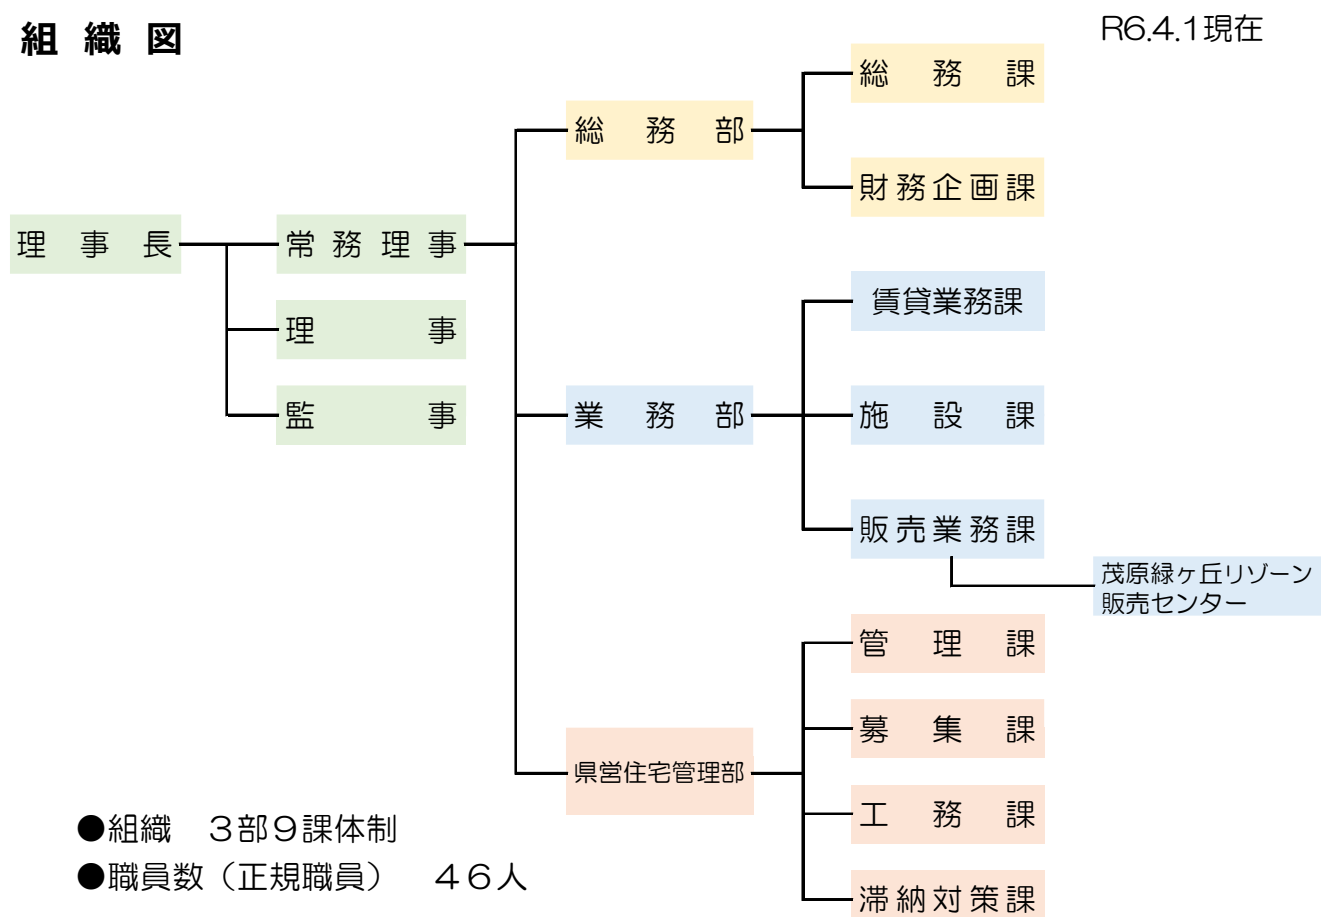 組織図
R6.4.1現在
理事長
常務理事
理事
監事
総務部
総務課
財務企画課
業務部
賃貸業務課
施設課
販売業務課
茂原緑ヶ丘リゾーン
販売センター
県営住宅管理部
管理課
募集課
工務課
滞納対策課
●組織　３部９課体制
●職員数（正規職員）　４６人